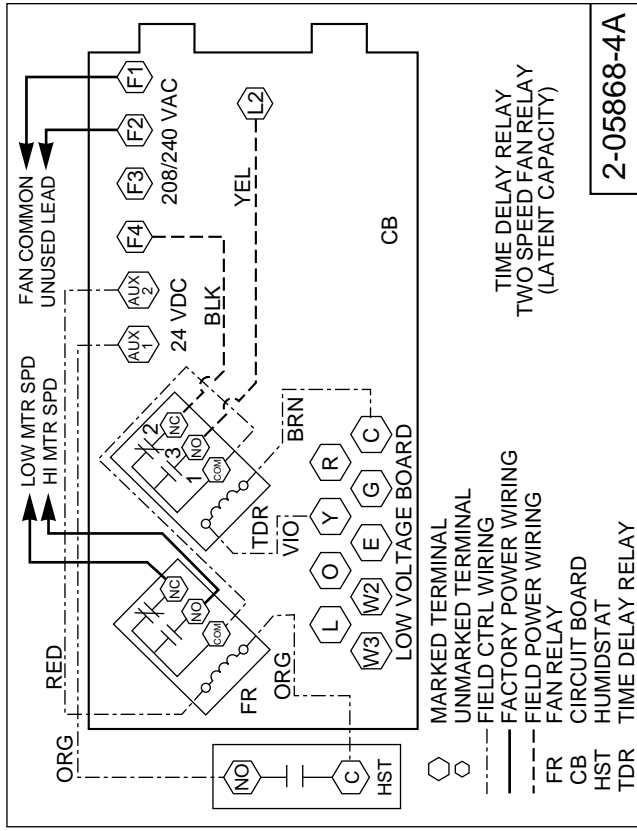 LOW MTR SPD
HI MTR SPD
FAN COMMON
UNUSED LEAD
ORG
RED
AUX 1
AUX 2
F4
F3
F2
F1
24 VDC
208/240 VAC
BLK
YEL
L2
NC
NO
COM
FR
2
NC
3
NO
1
COM
TDR
VIO
BRN
ORG
NO
C
HST
L
O
Y
R
W3
W2
E
G
C
LOW VOLTAGE BOARD
CB
MARKED TERMINAL
UNMARKED TERMINAL
FIELD CTRL WIRING
FACTORY POWER WIRING
FIELD POWER WIRING
FR FAN RELAY
CB CIRCUIT BOARD
HST HUMIDSTAT
TDR TIME DELAY RELAY
TIME DELAY RELAY
TWO SPEED FAN RELAY
(LATENT CAPACITY)
2-05868-4A